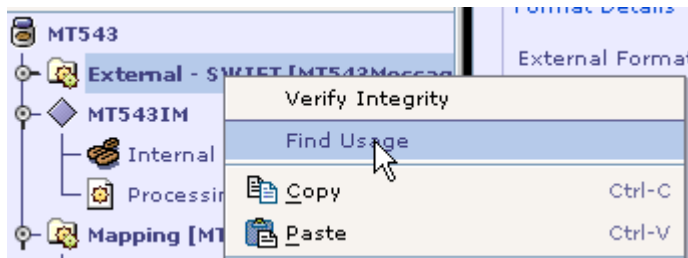 Format Details
MT543
External - SWIFT [MT543Messag
External Format
MT543IM
Verify Integrity
Internal
Find Usage
Processin
Copy Ctrl-C
Mapping [MT
Paste Ctrl-V